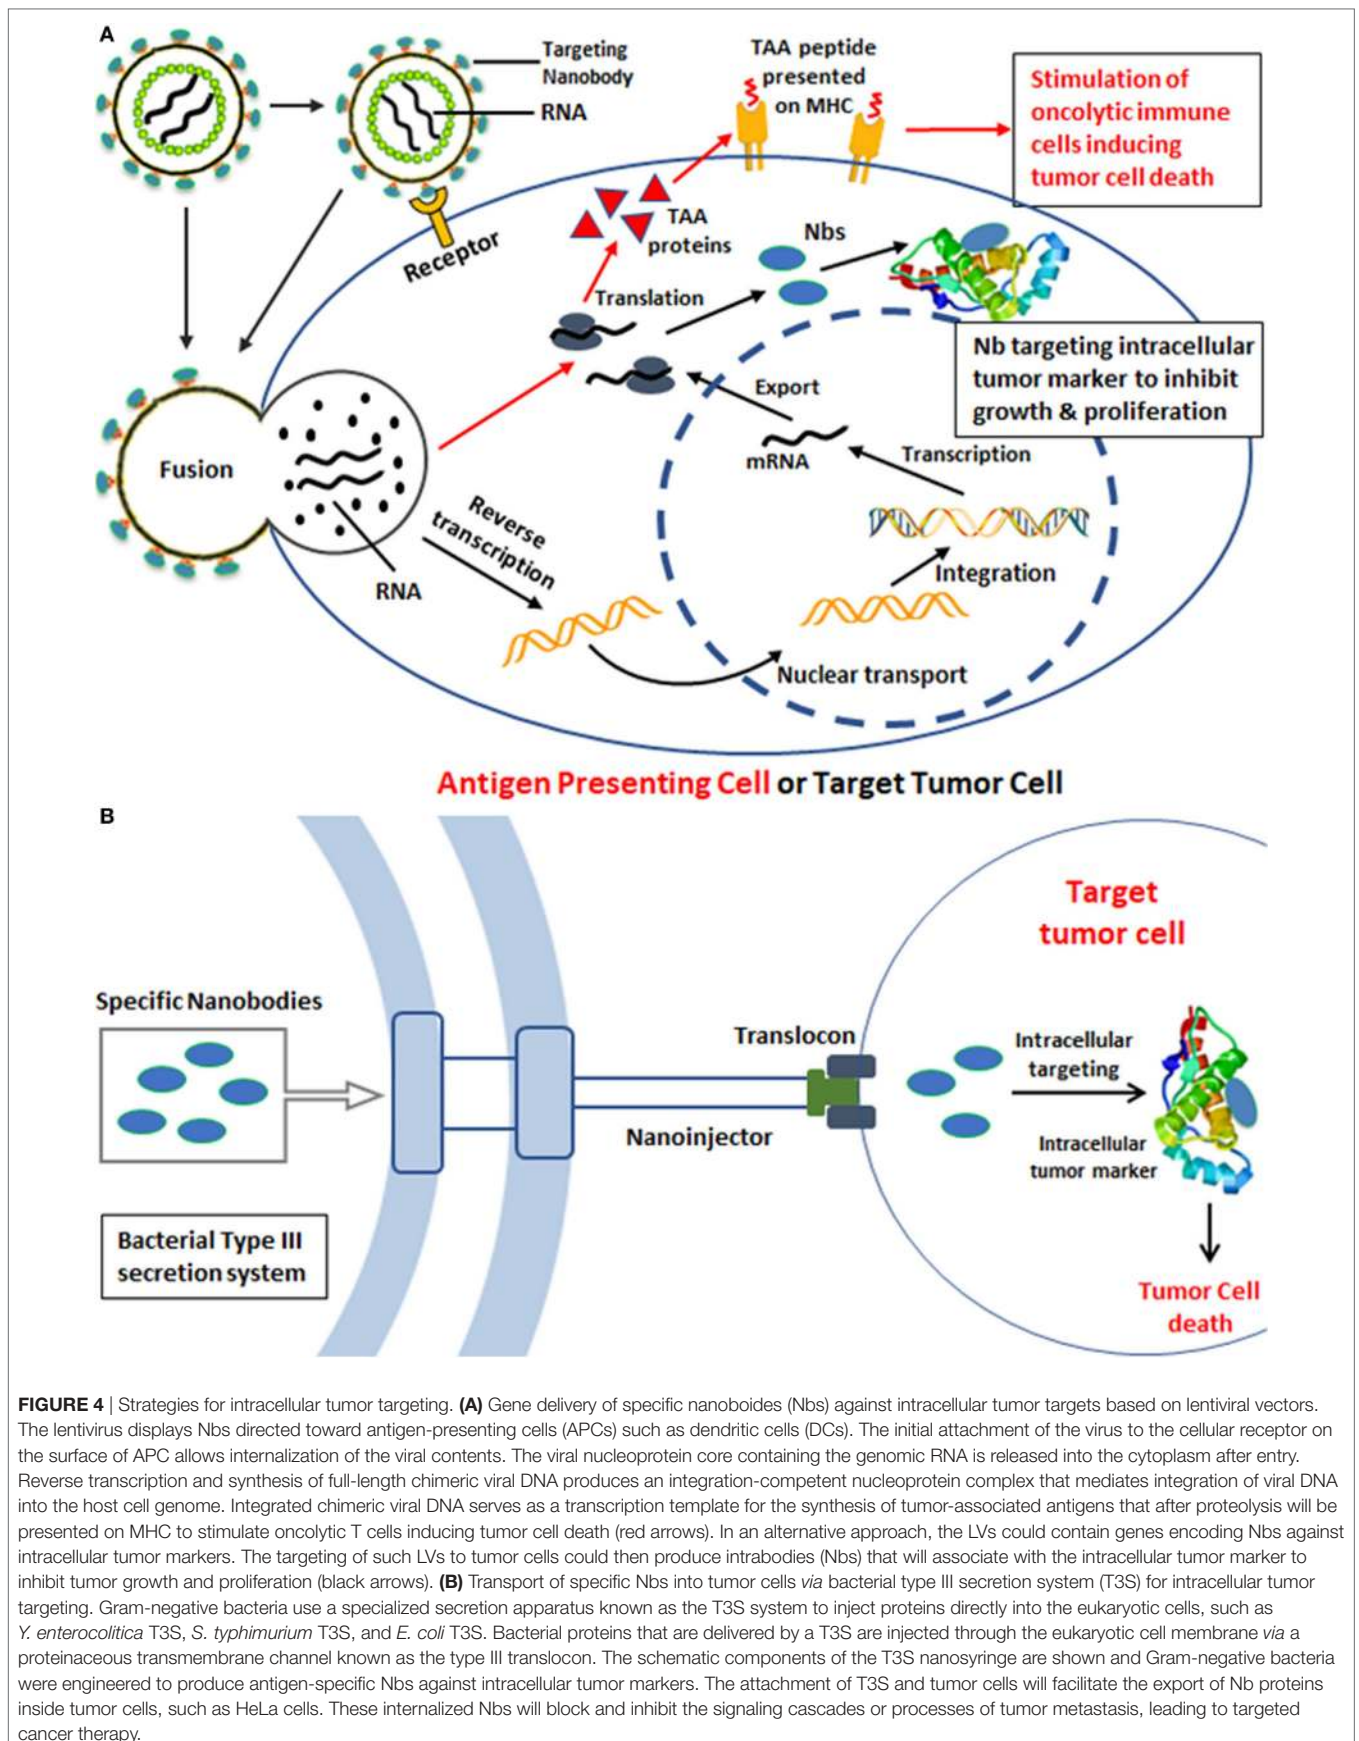 A
Targeting
Nanobody
RNA
TAA peptide
presented
on MHC
Stimulation of
oncolytic immune
cells inducing
tumor cell death
Receptor
TAA
proteins
Nbs
Translation
Nb targeting intracellular
tumor marker to inhibit
growth & proliferation
Export
mRNA
Transcription
Fusion
RNA
Reverse
transcription
Integration
Nuclear transport
Antigen Presenting Cell or Target Tumor Cell
B
Target
tumor cell
Specific Nanobodies
Translocon
Intracellular
targeting
Nanoinjector
Intracellular
tumor marker
Bacterial Type III
secretion system
Tumor Cell
death
FIGURE 4 | Strategies for intracellular tumor targeting. (A) Gene delivery of specific nanoboides (Nbs) against intracellular tumor targets based on lentiviral vectors.
The lentivirus displays Nbs directed toward antigen-presenting cells (APCs) such as dendritic cells (DCs). The initial attachment of the virus to the cellular receptor on
the surface of APC allows internalization of the viral contents. The viral nucleoprotein core containing the genomic RNA is released into the cytoplasm after entry.
Reverse transcription and synthesis of full-length chimeric viral DNA produces an integration-competent nucleoprotein complex that mediates integration of viral DNA
into the host cell genome. Integrated chimeric viral DNA serves as a transcription template for the synthesis of tumor-associated antigens that after proteolysis will be
presented on MHC to stimulate oncolytic T cells inducing tumor cell death (red arrows). In an alternative approach, the LVs could contain genes encoding Nbs against
intracellular tumor markers. The targeting of such LVs to tumor cells could then produce intrabodies (Nbs) that will associate with the intracellular tumor marker to
inhibit tumor growth and proliferation (black arrows). (B) Transport of specific Nbs into tumor cells via bacterial type III secretion system (T3S) for intracellular tumor
targeting. Gram-negative bacteria use a specialized secretion apparatus known as the T3S system to inject proteins directly into the eukaryotic cells, such as
Y. enterocolitica T3S, S. typhimurium T3S, and E. coli T3S. Bacterial proteins that are delivered by a T3S are injected through the eukaryotic cell membrane via a
proteinaceous transmembrane channel known as the type III translocon. The schematic components of the T3S nanosyringe are shown and Gram-negative bacteria
were engineered to produce antigen-specific Nbs against intracellular tumor markers. The attachment of T3S and tumor cells will facilitate the export of Nb proteins
inside tumor cells, such as HeLa cells. These internalized Nbs will block and inhibit the signaling cascades or processes of tumor metastasis, leading to targeted
cancer therapy.